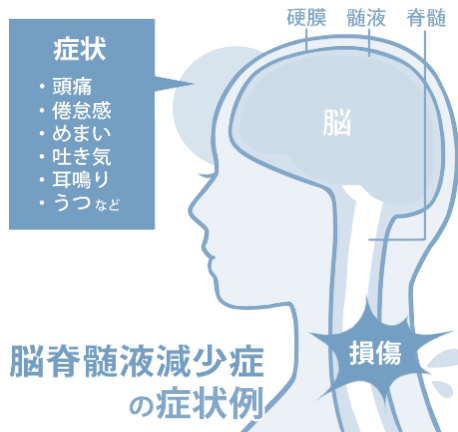 硬膜 髄液 脊髄
症状
・頭痛
・倦怠感
・めまい
・吐き気
・耳鳴り
・うつ など
脳
損傷
脳脊髄液減少症
の症状例